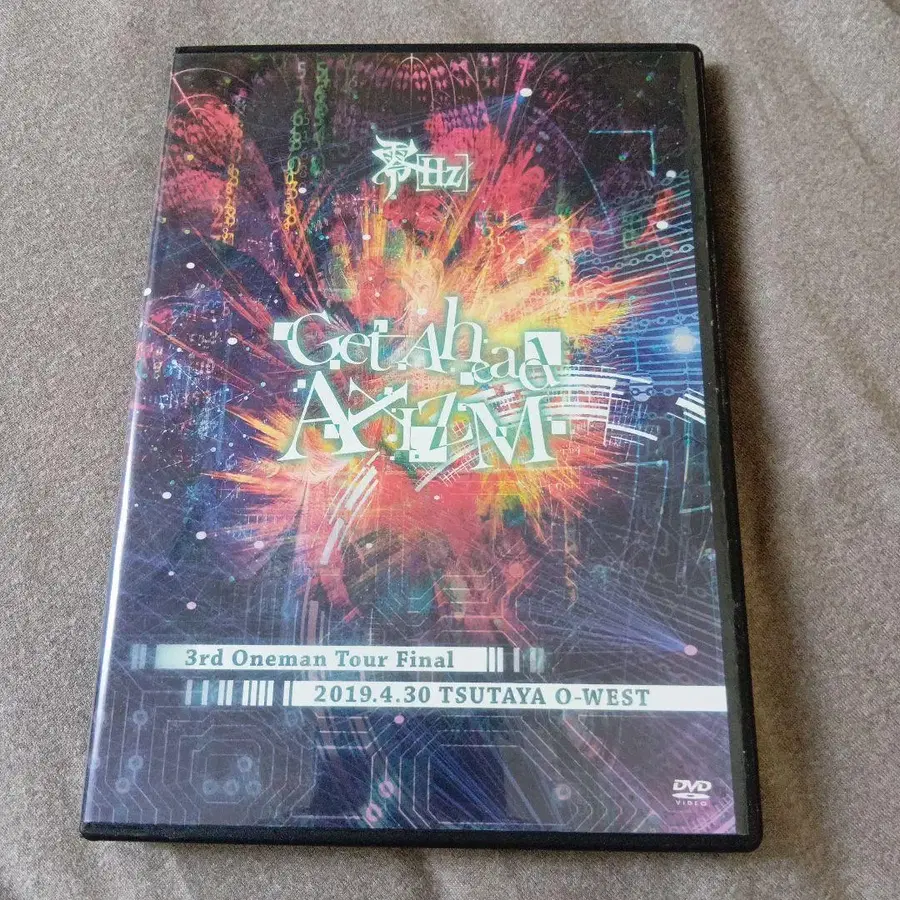 零[Hz]
Get Ahead
AXIZM
3rd Oneman Tour Final
2019.4.30 TSUTAYA O-WEST
DVD
VIDEO